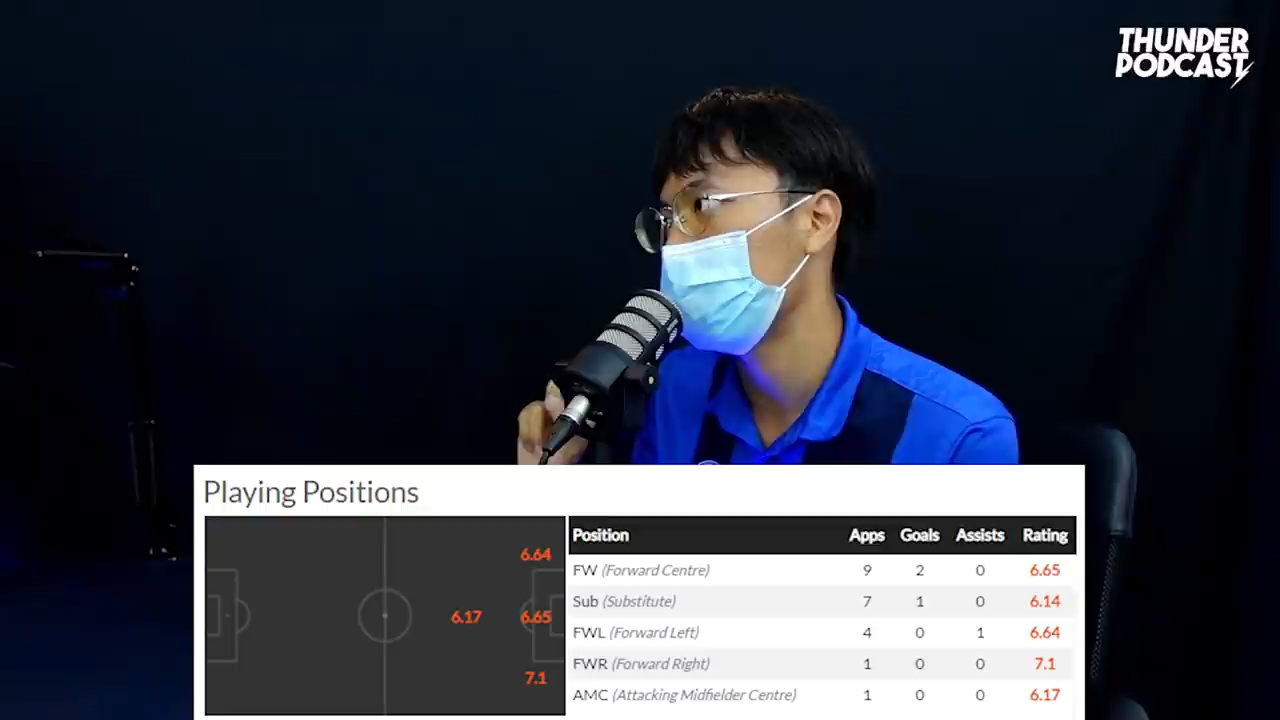 THUNDER
PODCAST
Playing Positions
6.64
6.17 6.65
7.1
Position Apps Goals Assists Rating
FW (Forward Centre) 9 2 0 6.65
Sub (Substitute) 7 1 0 6.14
FWL (Forward Left) 4 0 1 6.64
FWR (Forward Right) 1 0 0 7.1
AMC (Attacking Midfielder Centre) 1 0 0 6.17